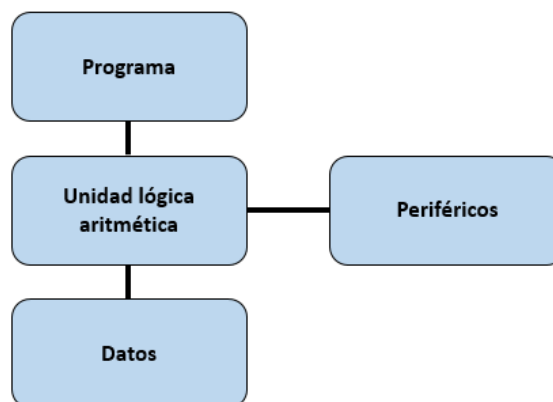 Programa
Unidad lógica
aritmética
Periféricos
Datos